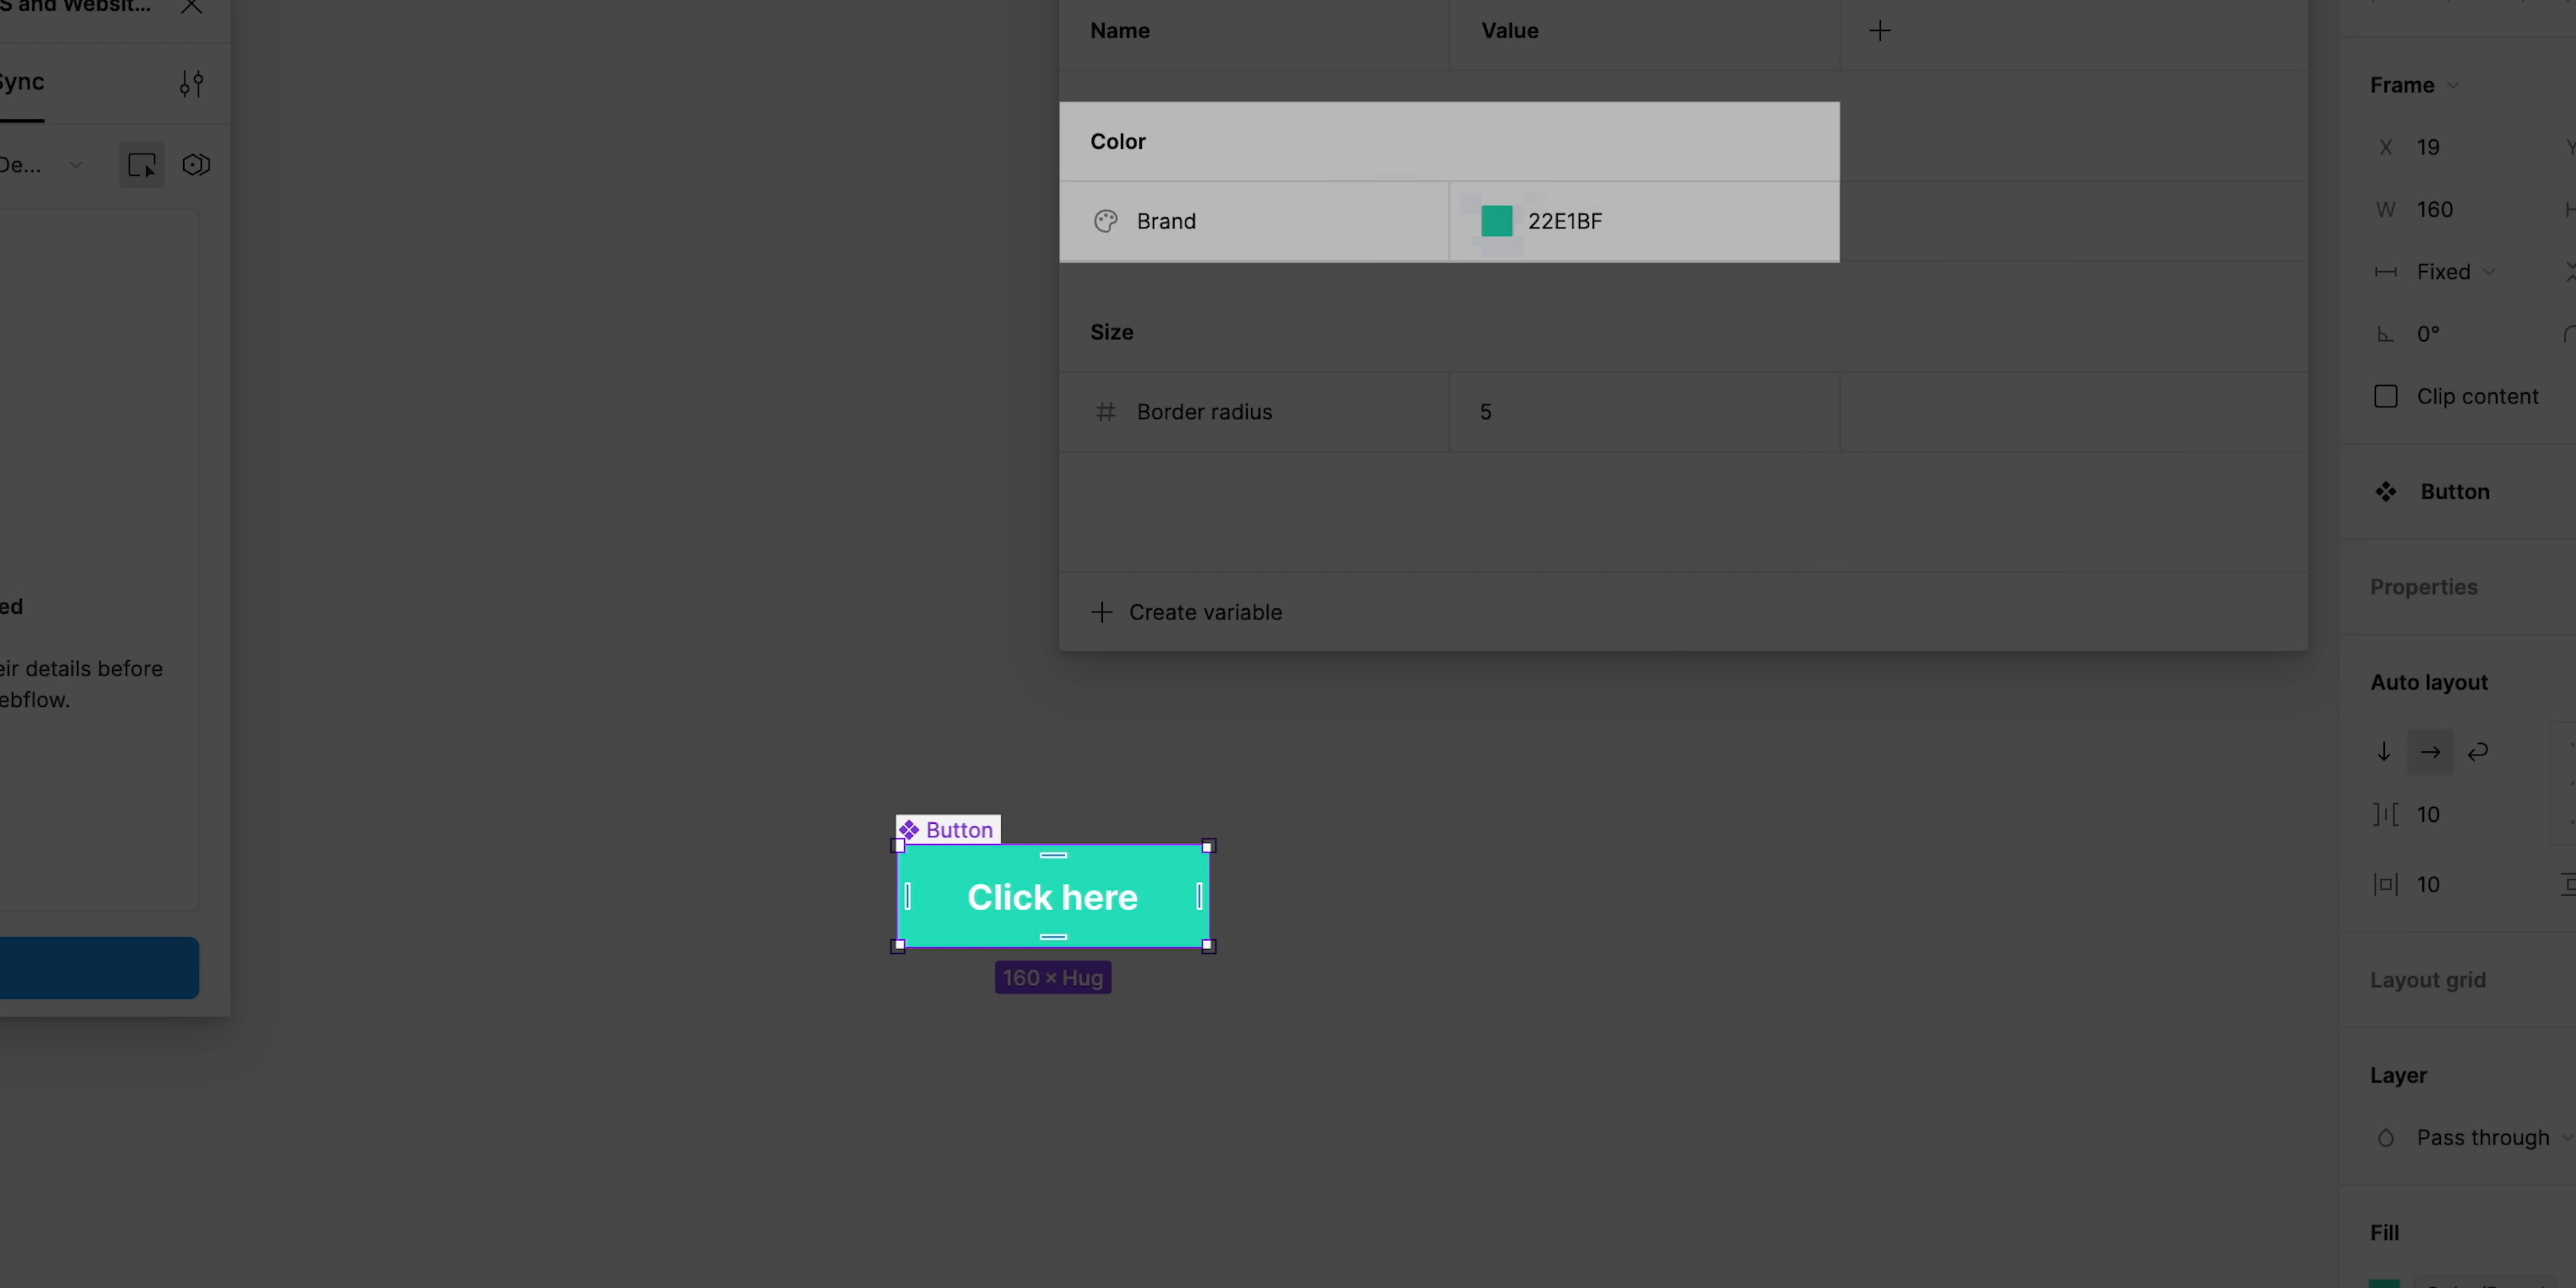 S and Websit...
Sync
De...
ed
eir details before
ebflow.
Name
Value
Color
Brand
22E1BF
Size
Border radius
5
Create variable
Button
Click here
160 × Hug
Frame
X 19
W 160
Fixed
0°
Clip content
Button
Properties
Auto layout
10
10
Layout grid
Layer
Pass through
Fill